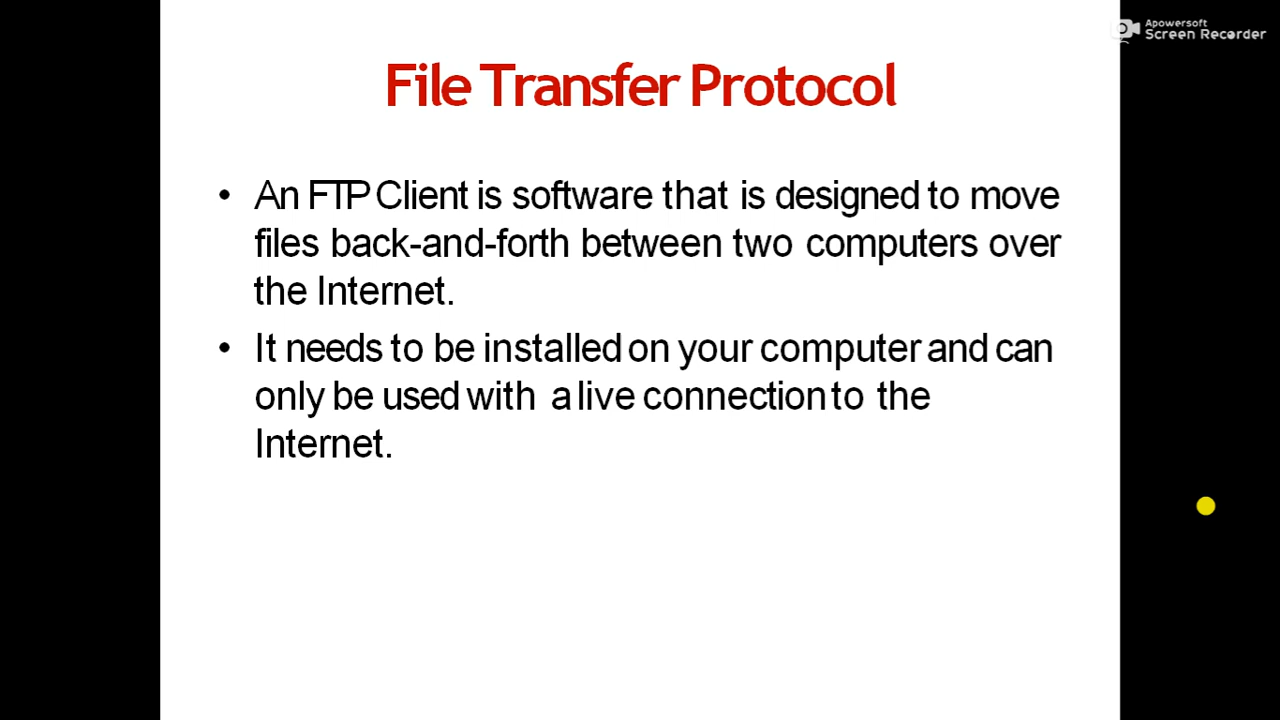 Apowersoft
Screen Recorder
File Transfer Protocol
• An FTP Client is software that is designed to move
files back-and-forth between two computers over
the Internet.
• It needs to be installed on your computer and can
only be used with a live connection to the
Internet.